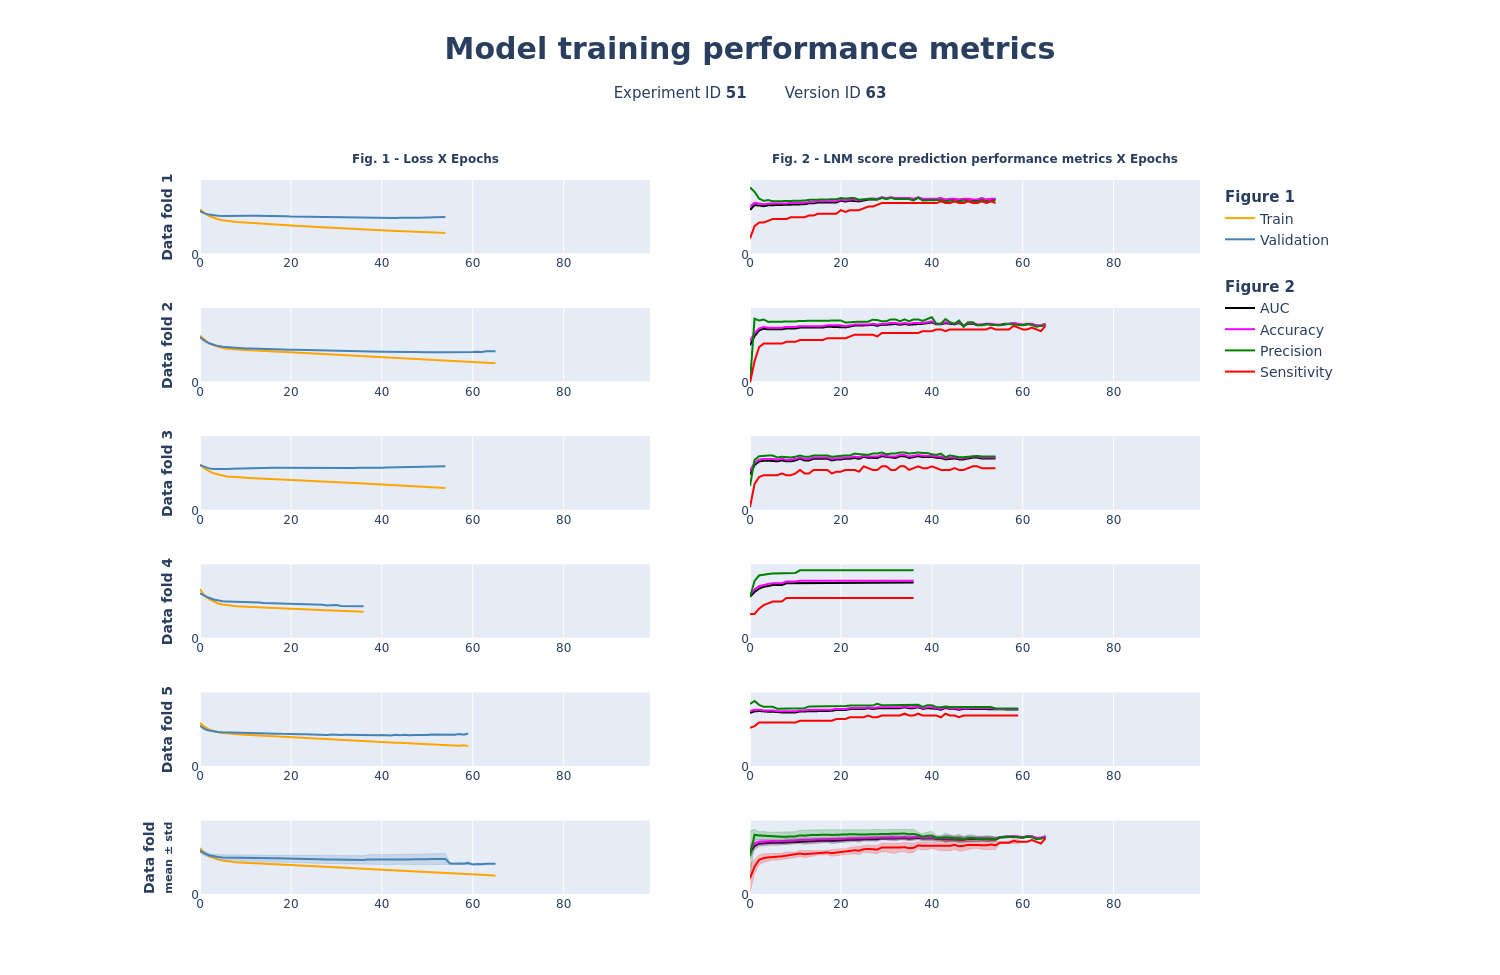 Model training performance metrics
Experiment ID 51 Version ID 63
Fig. 1 - Loss X Epochs
Fig. 2 - LNM score prediction performance metrics X Epochs
Data fold 1
0
0 20 40 60 80
0
0 20 40 60 80
Figure 1
Train
Validation
Figure 2
AUC
Accuracy
Precision
Sensitivity
Data fold 2
0
0 20 40 60 80
0
0 20 40 60 80
Data fold 3
0
0 20 40 60 80
0
0 20 40 60 80
Data fold 4
0
0 20 40 60 80
0
0 20 40 60 80
Data fold 5
0
0 20 40 60 80
0
0 20 40 60 80
Data fold
mean ± std
0
0 20 40 60 80
0
0 20 40 60 80